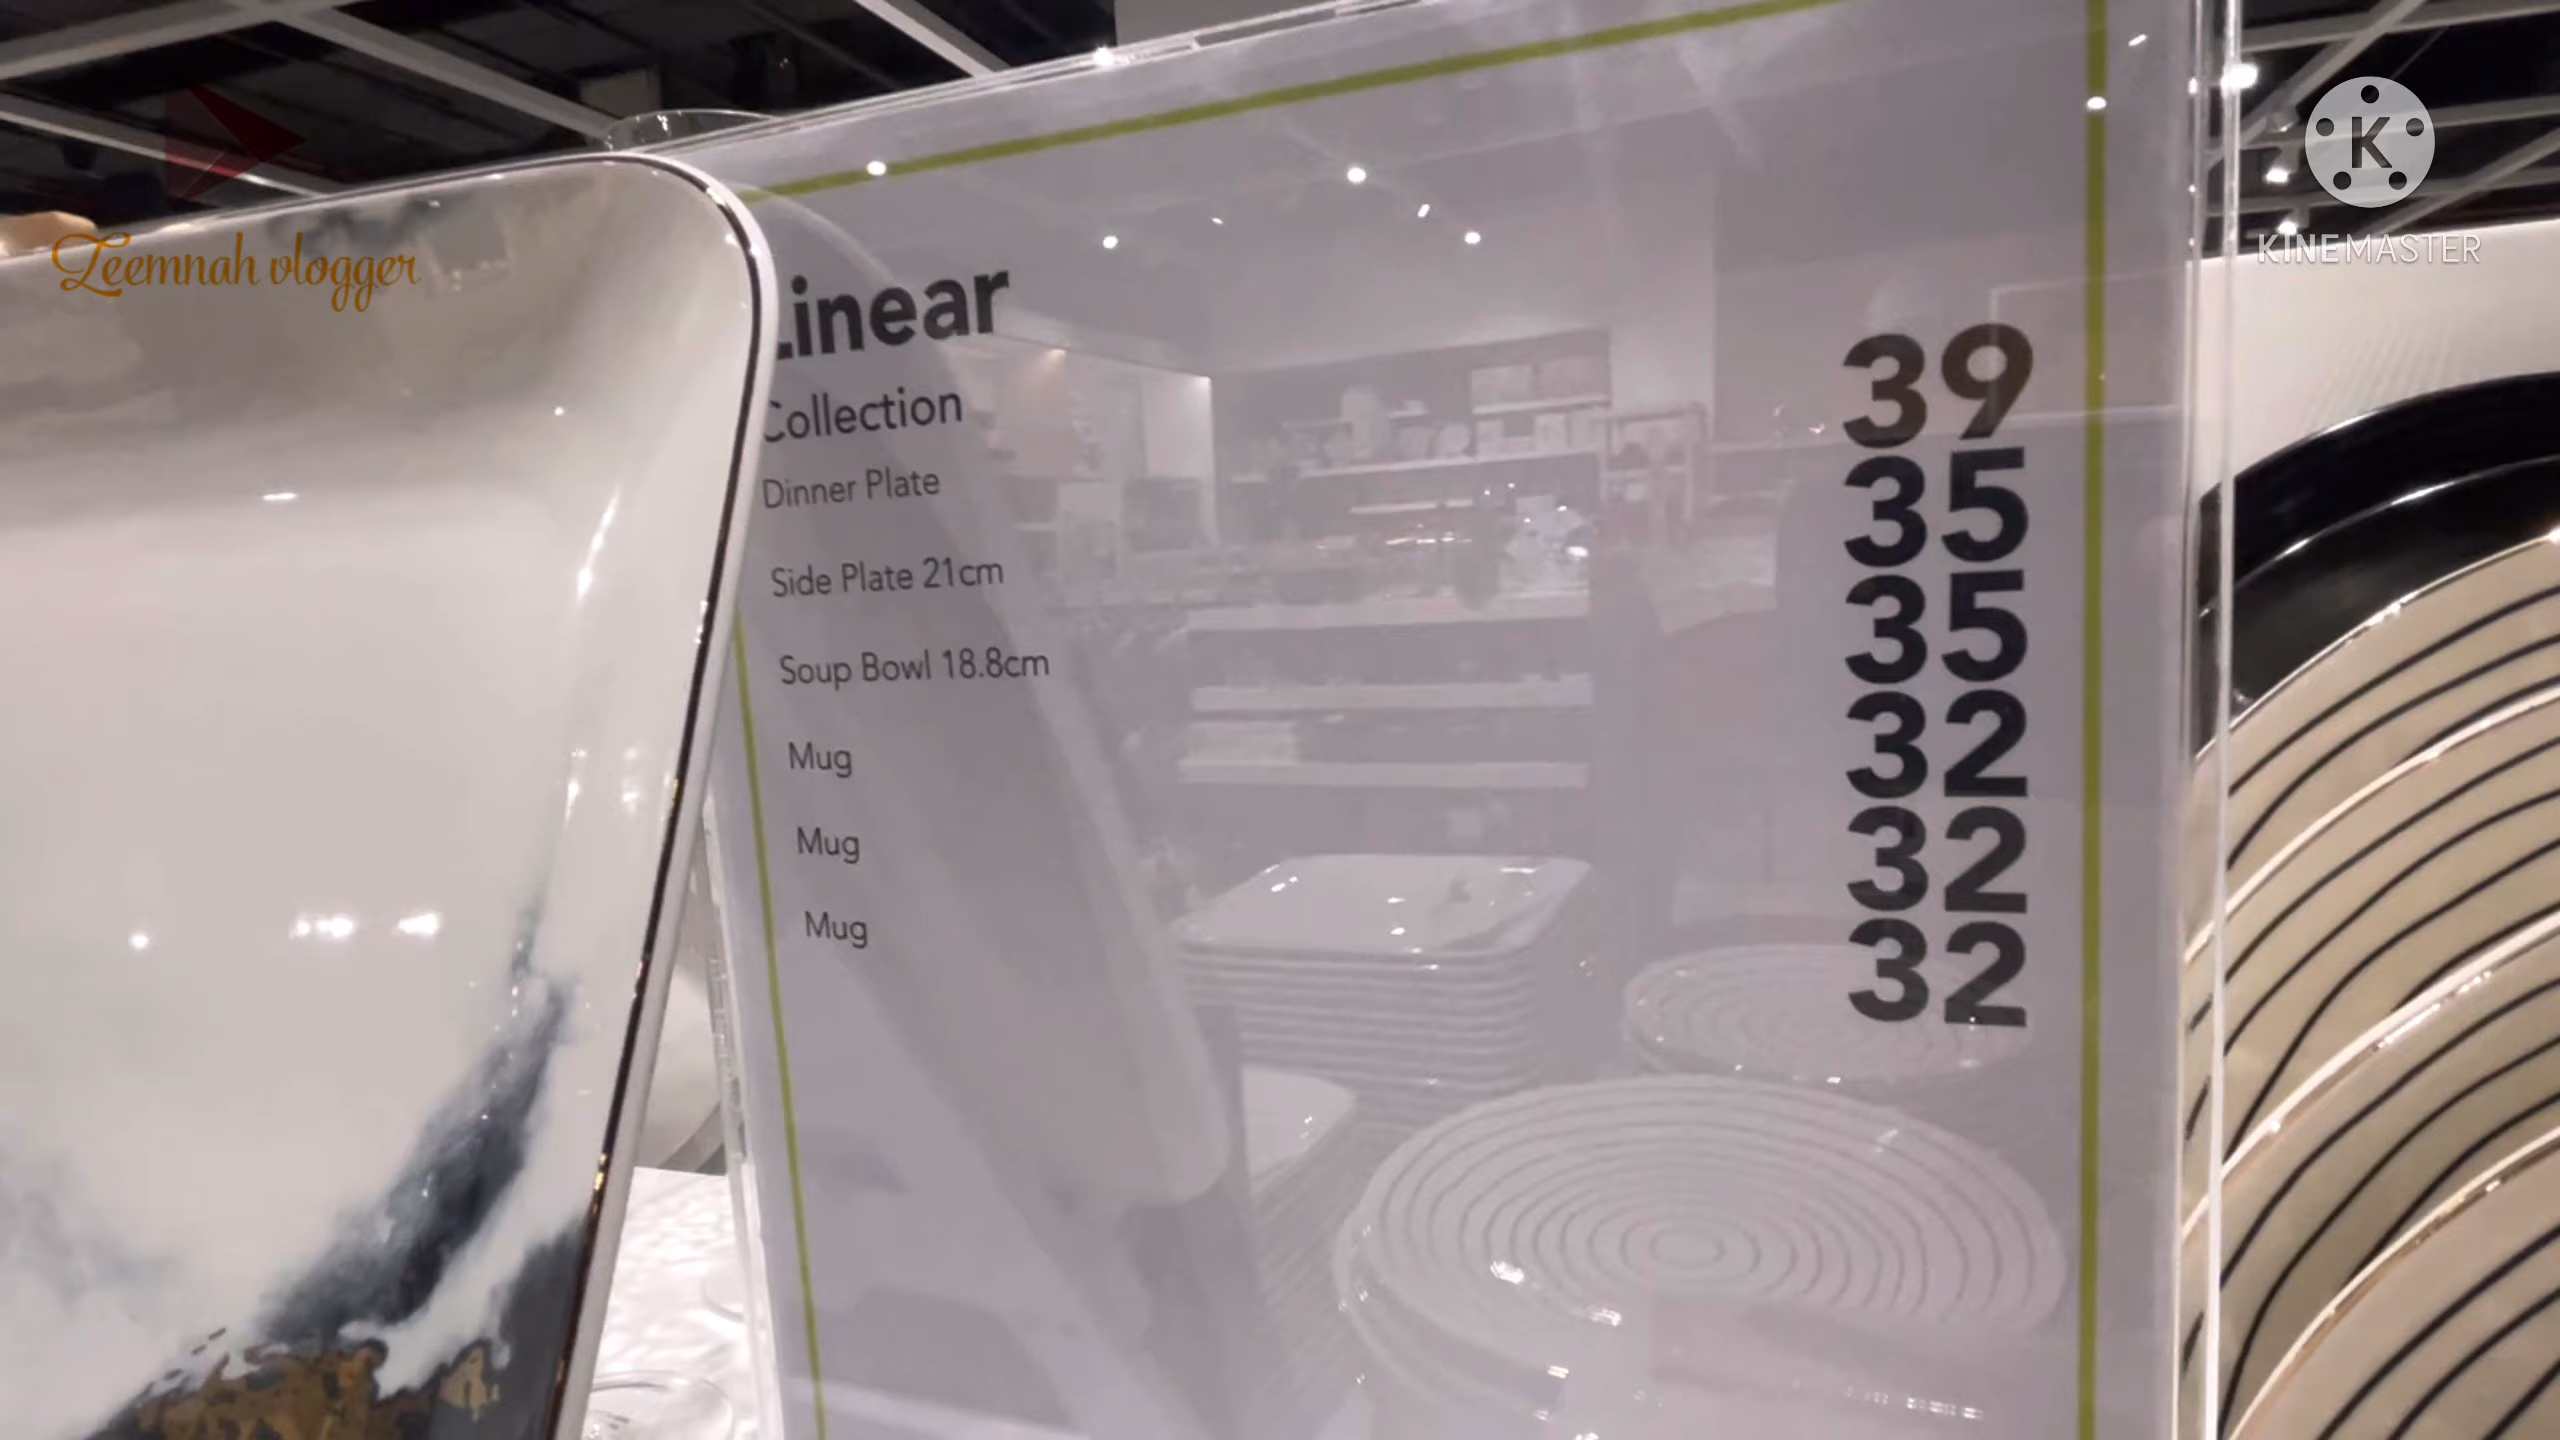 K
KINEMASTER
Zeemnah vlogger
Linear
Collection
Dinner Plate
39
Side Plate 21cm
35
Soup Bowl 18.8cm
35
Mug
32
Mug
32
Mug
32